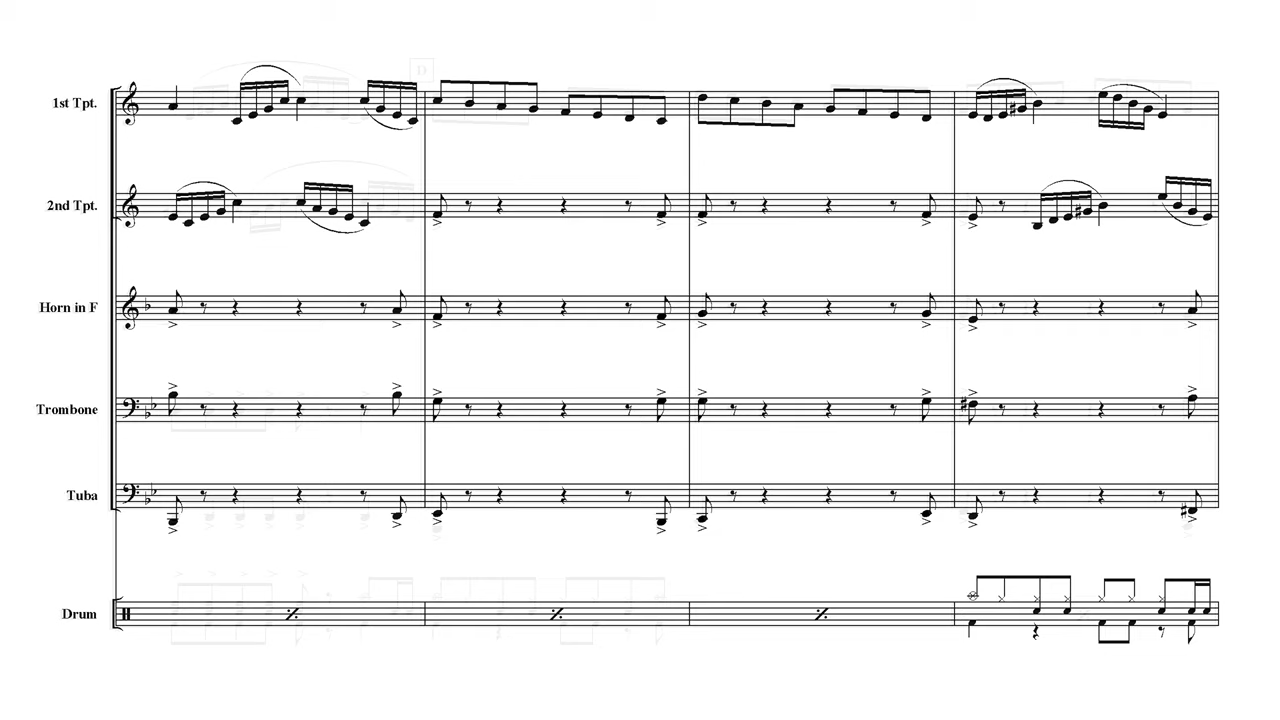 D
1st Tpt.
2nd Tpt.
Horn in F
Trombone
Tuba
Drum